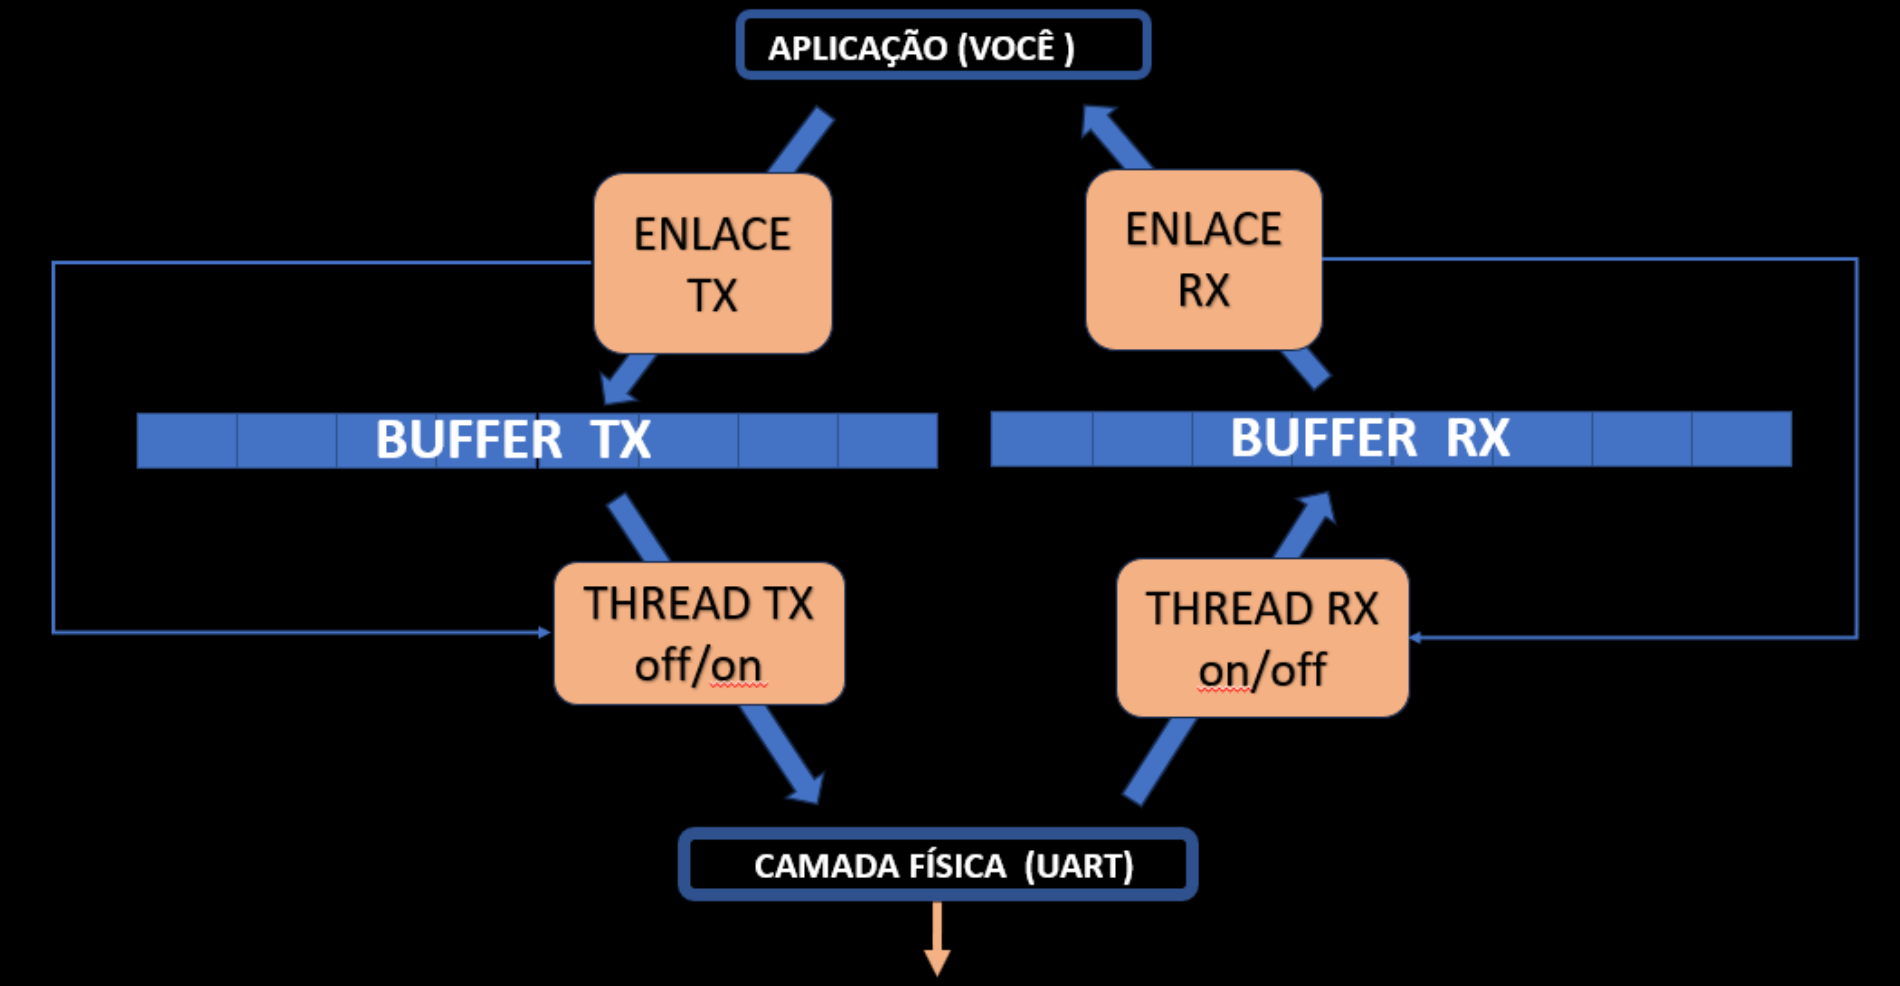 APLICAÇÃO (VOCÊ )
ENLACE
TX
ENLACE
RX
BUFFER TX
BUFFER RX
THREAD TX
off/on
THREAD RX
on/off
CAMADA FÍSICA (UART)